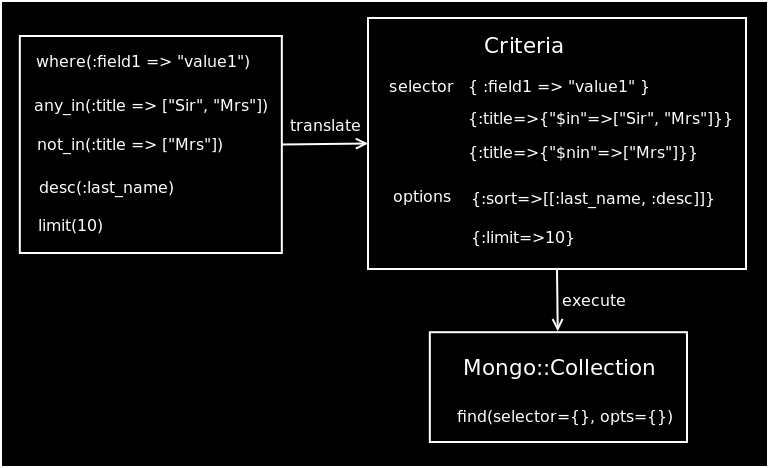 where(:field1 => "value1")
any_in(:title => ["Sir", "Mrs"])
not_in(:title => ["Mrs"])
desc(:last_name)
limit(10)
translate
Criteria
selector { :field1 => "value1" }
{:title=>{"$in"=>["Sir", "Mrs"]}}
{:title=>{"$nin"=>["Mrs"]}}
options {:sort=>[[:last_name, :desc]]}
{:limit=>10}
execute
Mongo::Collection
find(selector={}, opts={})